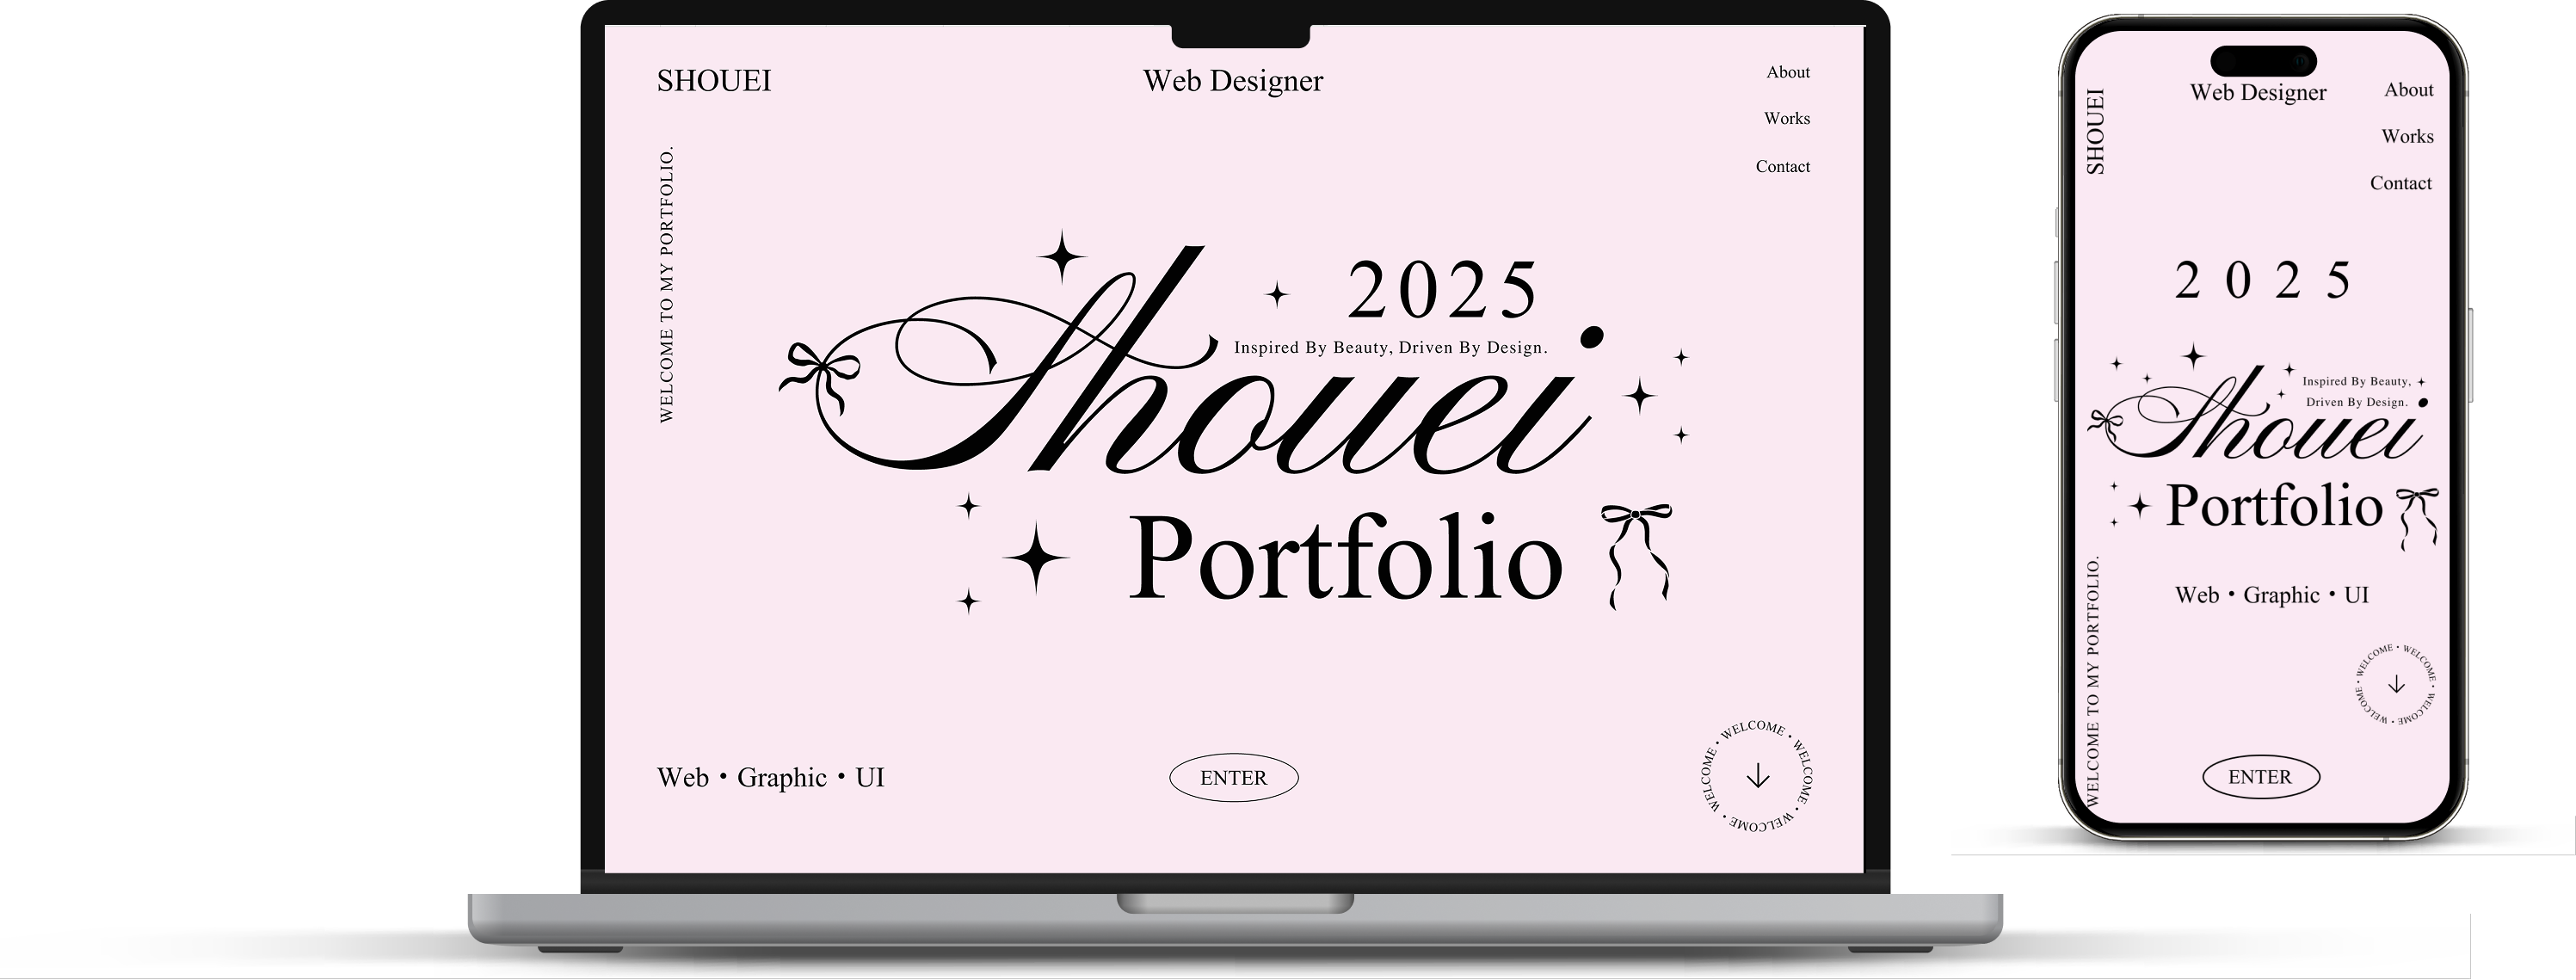 SHOUEI
Web Designer
About
Works
Contact
WELCOME TO MY PORTFOLIO.
2025
Inspired By Beauty, Driven By Design.
Shouei
Portfolio
Web • Graphic • UI
ENTER
WELCOME • WELCOME • WELCOME • WELCOME •
SHOUEI
Web Designer
About
Works
Contact
2025
Inspired By Beauty,
Driven By Design.
Shouei
Portfolio
WELCOME TO MY PORTFOLIO.
Web • Graphic • UI
WELCOME • WELCOME • WELCOME • WELCOME •
ENTER